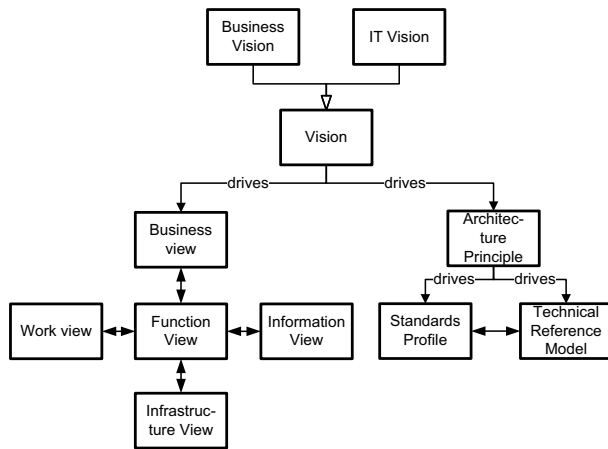 Business
Vision
IT Vision
Vision
drives
drives
Business
view
Architec-
ture
Principle
drives
drives
Work view
Function
View
Information
View
Standards
Profile
Technical
Reference
Model
Infrastruc-
ture View